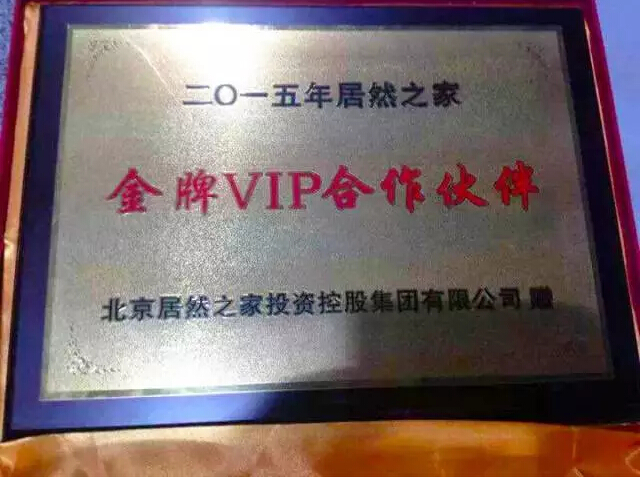 二〇一五年居然之家
金牌VIP合作伙伴
北京居然之家投资控股集团有限公司 赠